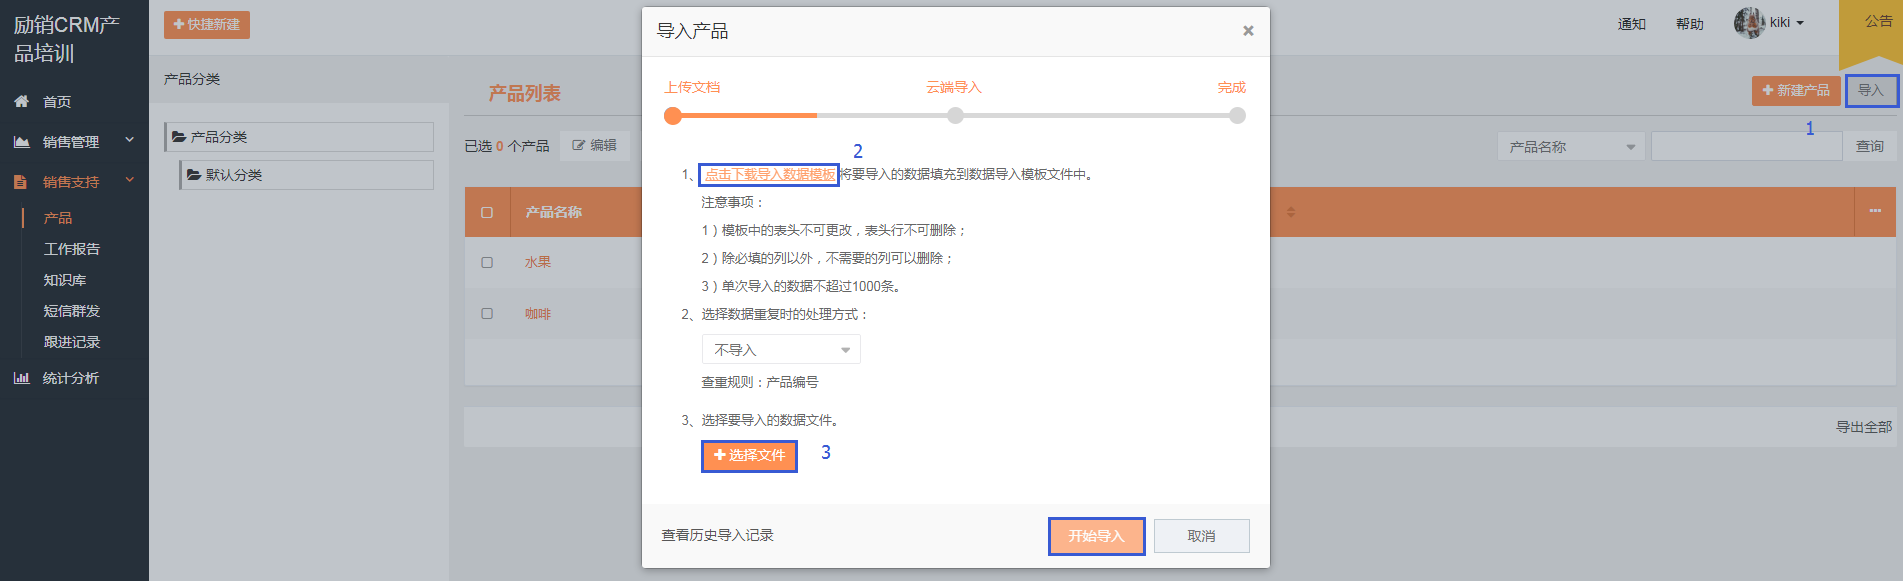 励销CRM产
品培训
首页
销售管理
销售支持
产品
工作报告
知识库
短信群发
跟进记录
统计分析
快捷新建
通知
帮助
kiki
公告
产品分类
产品分类
默认分类
产品列表
新建产品
导入
1
已选 0 个产品
编辑
产品名称
查询
产品名称
水果
咖啡
导出全部
导入产品
×
上传文档
云端导入
完成
2
1、点击下载导入数据模板将要导入的数据填充到数据导入模板文件中。
注意事项：
1）模板中的表头不可更改，表头行不可删除；
2）除必填的列以外，不需要的列可以删除；
3）单次导入的数据不超过1000条。
2、选择数据重复时的处理方式：
不导入
查重规则：产品编号
3、选择要导入的数据文件。
选择文件
3
查看历史导入记录
开始导入
取消